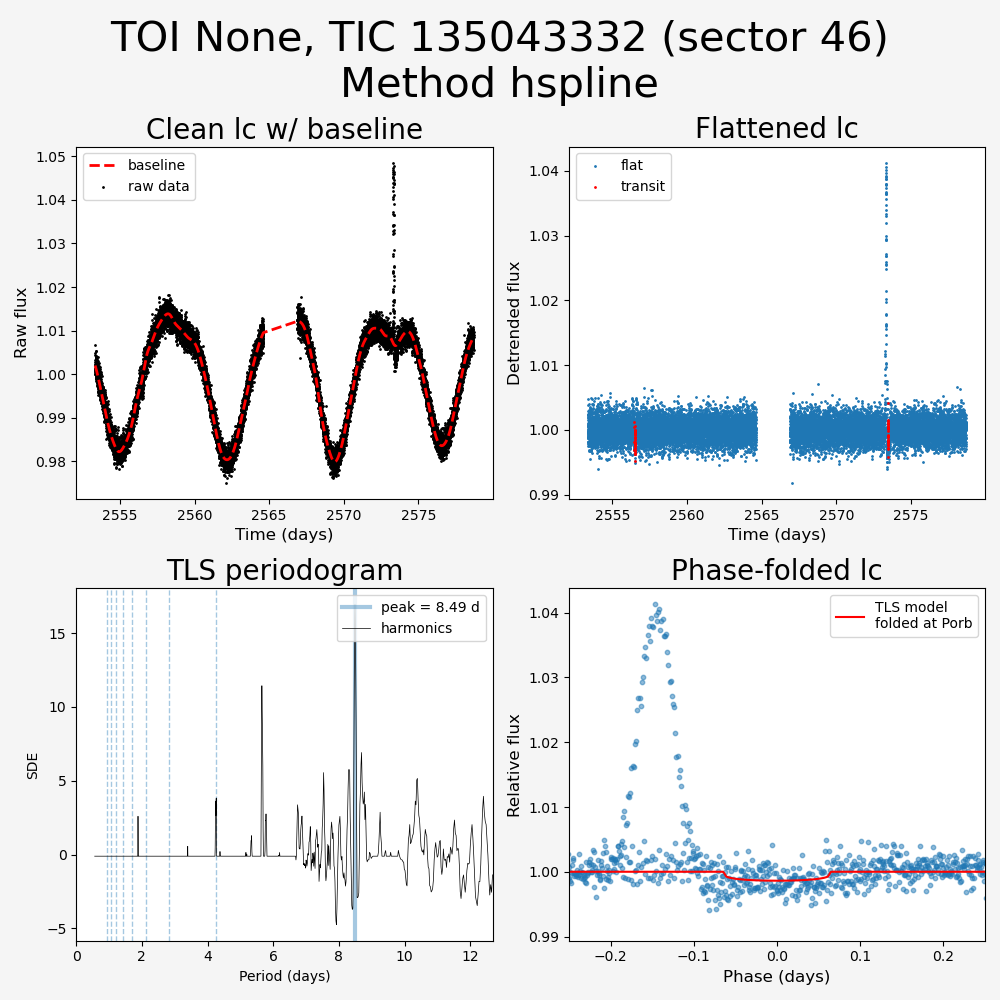 TOI None, TIC 135043332 (sector 46)
Method hspline
Clean lc w/ baseline
Flattened lc
baseline
raw data
flat
transit
1.05
1.04
1.03
1.02
1.01
1.00
0.99
0.98
Raw flux
2555
2560
2565
2570
2575
Time (days)
1.04
1.03
1.02
1.01
1.00
0.99
Detrended flux
2555
2560
2565
2570
2575
Time (days)
TLS periodogram
Phase-folded lc
peak = 8.49 d
harmonics
15
10
5
0
−5
SDE
0
2
4
6
8
10
12
Period (days)
TLS model
folded at Porb
1.04
1.03
1.02
1.01
1.00
0.99
Relative flux
−0.2
−0.1
0.0
0.1
0.2
Phase (days)